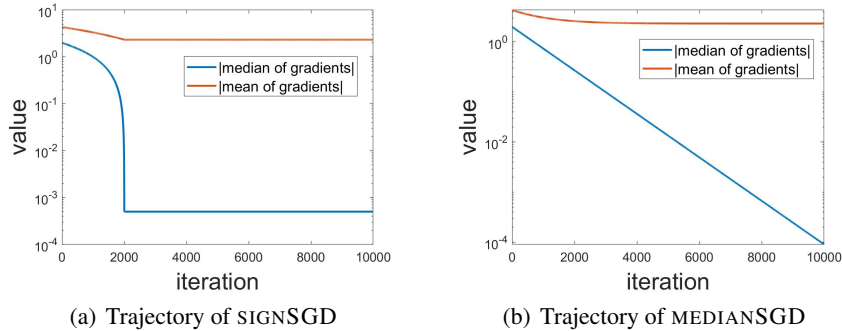 10^1
10^0
10^-1
10^-2
10^-3
10^-4
value
|median of gradients|
|mean of gradients|
0 2000 4000 6000 8000 10000
iteration
(a) Trajectory of SIGNSGD
10^0
10^-2
10^-4
value
|median of gradients|
|mean of gradients|
0 2000 4000 6000 8000 10000
iteration
(b) Trajectory of MEDIANSGD